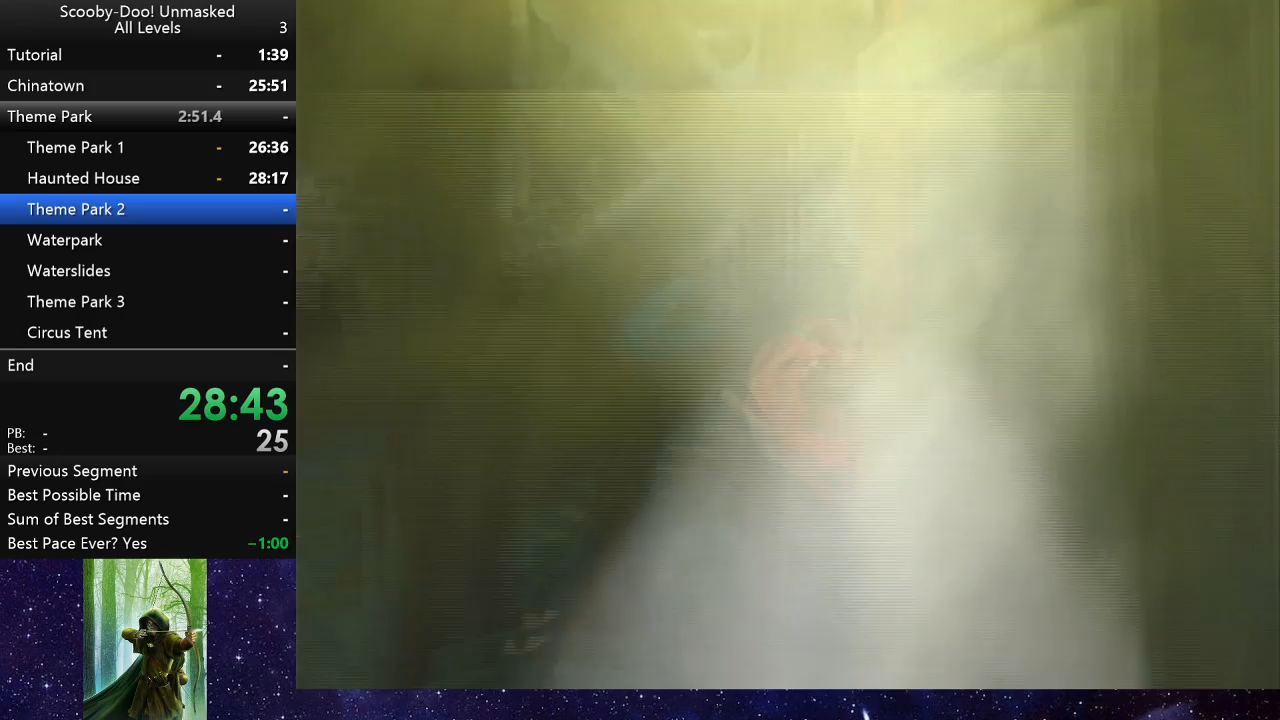 Scooby-Doo! Unmasked
All Levels 3
Tutorial - 1:39
Chinatown - 25:51
Theme Park 2:51.4 -
Theme Park 1 - 26:36
Haunted House - 28:17
Theme Park 2 -
Waterpark -
Waterslides -
Theme Park 3 -
Circus Tent -
End -
28:43
PB: - 25
Best: -
Previous Segment -
Best Possible Time -
Sum of Best Segments -
Best Pace Ever? Yes −1:00